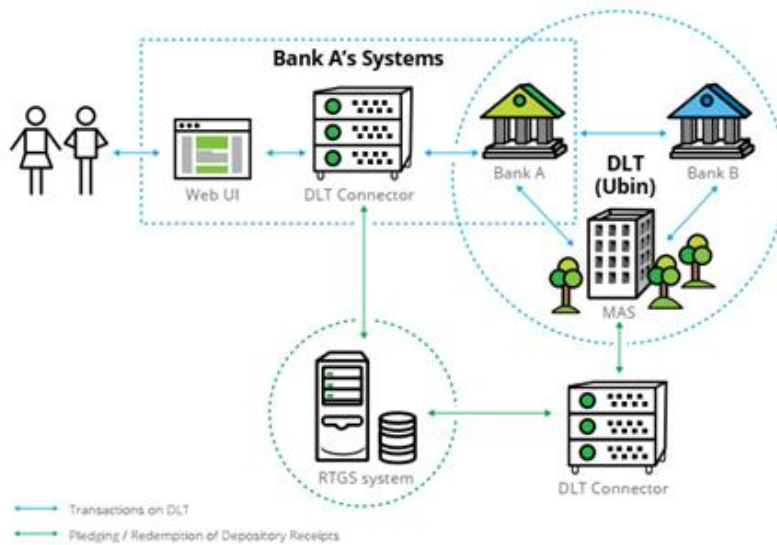 Bank A's Systems
Web UI
DLT Connector
Bank A
Bank B
DLT
(Ubin)
MAS
RTGS system
DLT Connector
Transactions on DLT
Pledging / Redemption of Depository Receipts